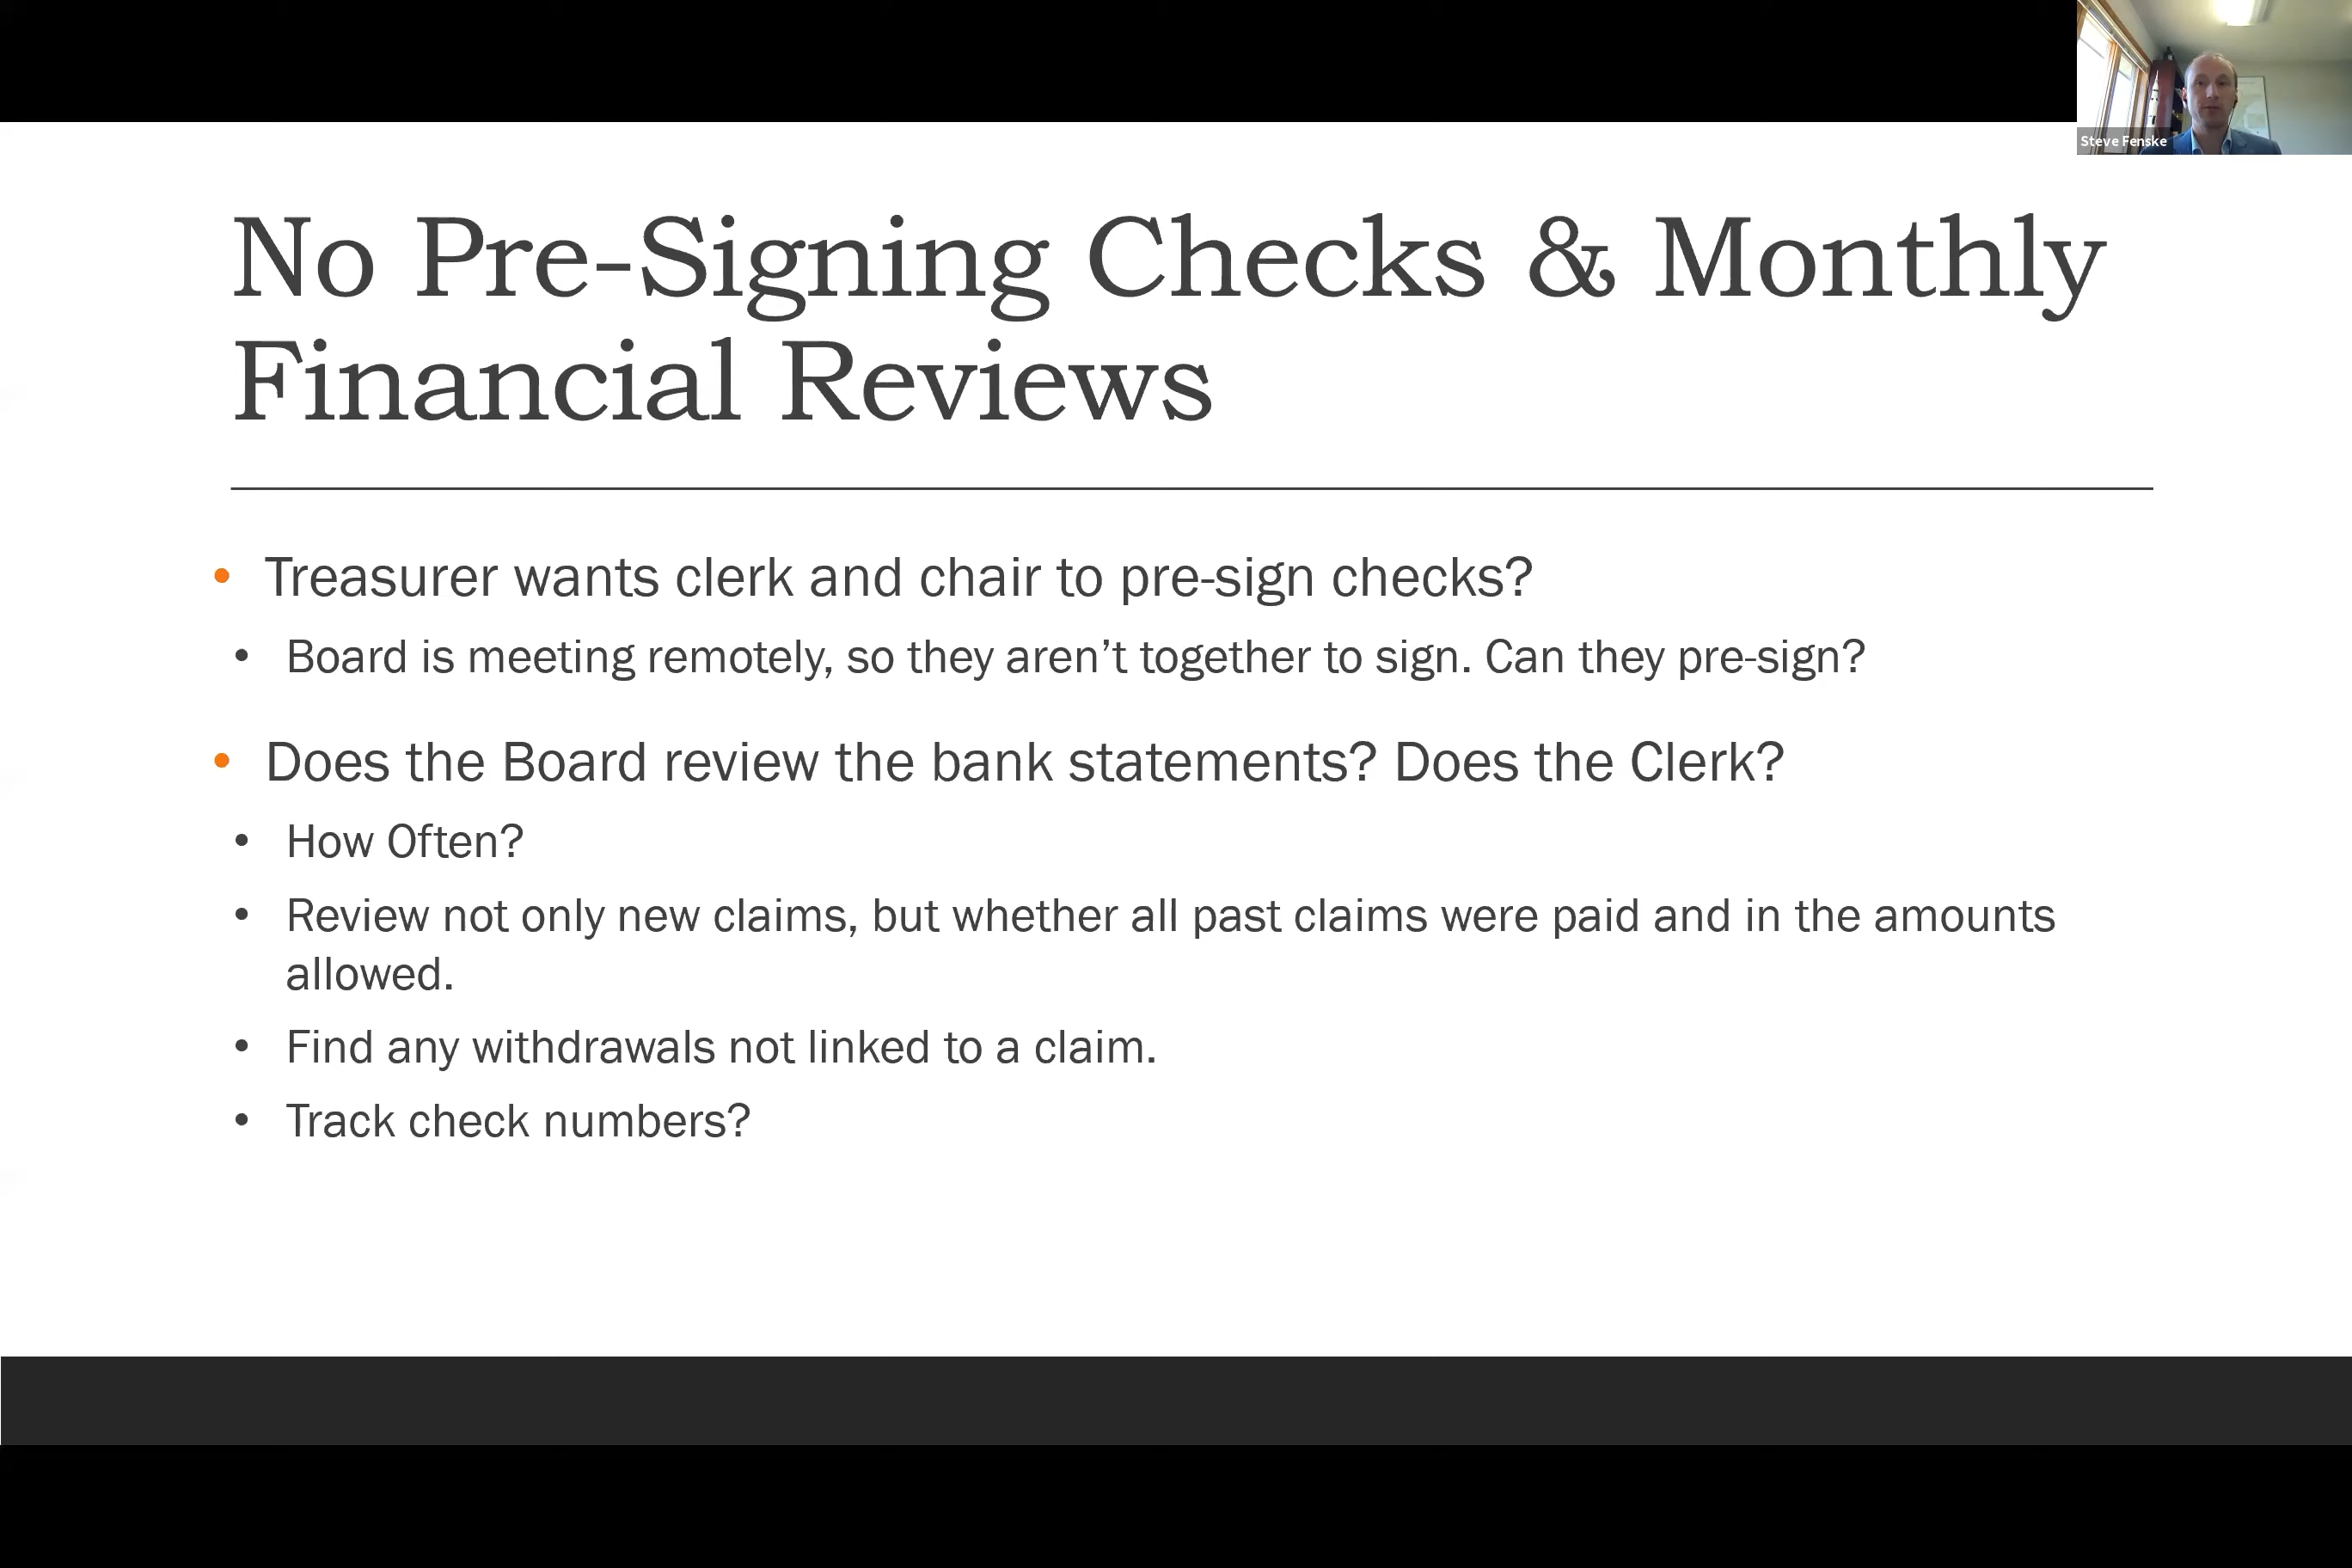 Steve Fenske
No Pre-Signing Checks & Monthly
Financial Reviews
• Treasurer wants clerk and chair to pre-sign checks?
• Board is meeting remotely, so they aren’t together to sign. Can they pre-sign?
• Does the Board review the bank statements? Does the Clerk?
• How Often?
• Review not only new claims, but whether all past claims were paid and in the amounts
allowed.
• Find any withdrawals not linked to a claim.
• Track check numbers?